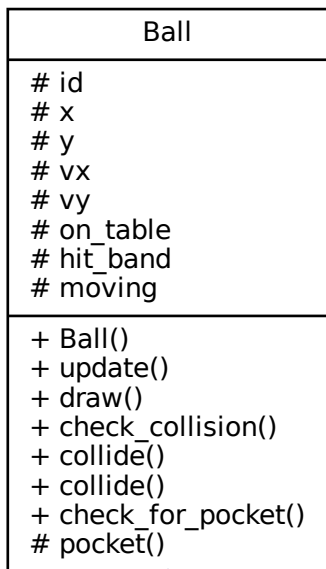 Ball
# id
# x
# y
# vx
# vy
# on_table
# hit_band
# moving
+ Ball()
+ update()
+ draw()
+ check_collision()
+ collide()
+ collide()
+ check_for_pocket()
# pocket()